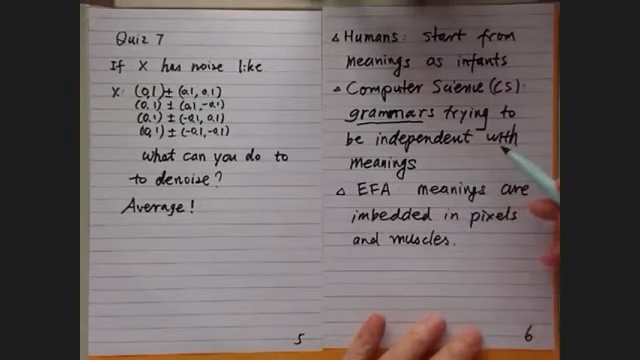 Quiz 7
If X has noise like
X: (0,1) ± (0.1, 0.1)
(0,1) ± (0.1, -0.1)
(0,1) ± (-0.1, 0.1)
(0,1) ± (-0.1, -0.1)
what can you do to
to denoise?
Average!
5
△ Humans: start from
meanings as infants
△ Computer Science (CS):
grammars trying to
be independent with
meanings
△ EFA meanings are
imbedded in pixels
and muscles.
6